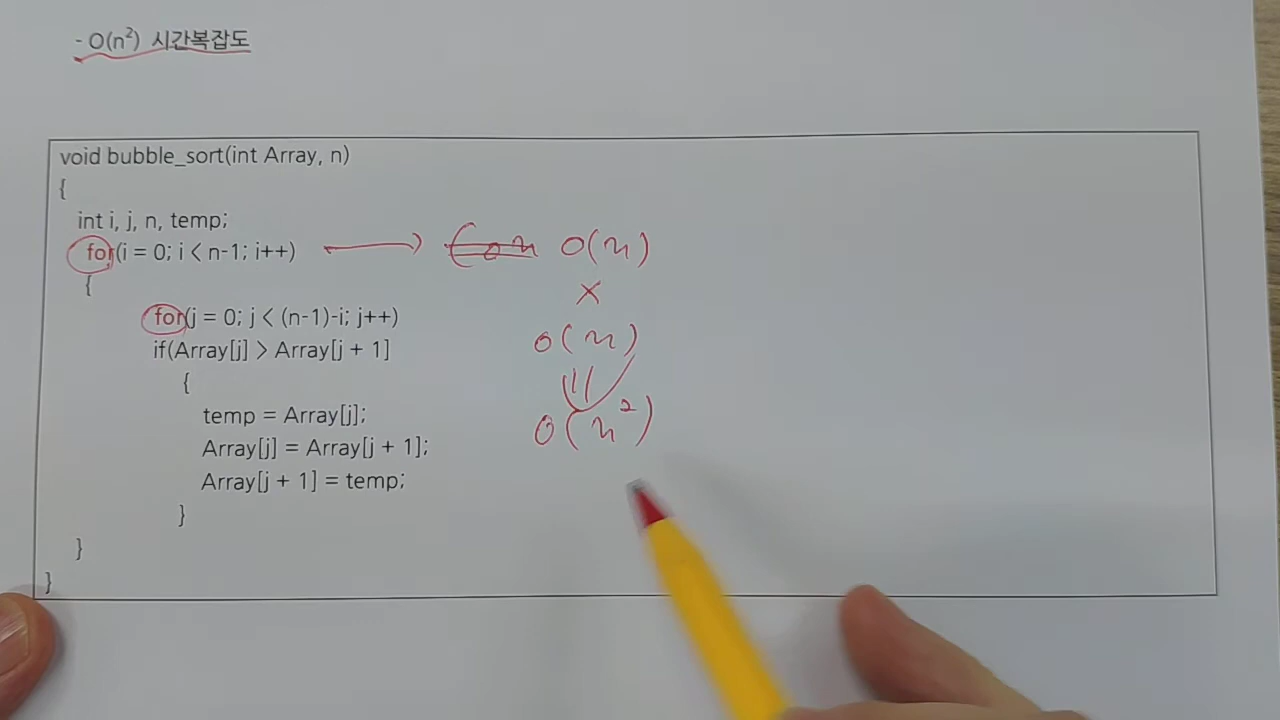 - O(n²) 시간복잡도
void bubble_sort(int Array, n)
{
int i, j, n, temp;
for(i = 0; i < n-1; i++) → O(n)
{
×
for(j = 0; j < (n-1)-i; j++)
O(n)
if(Array[j] > Array[j + 1]
{
temp = Array[j];
O(n²)
Array[j] = Array[j + 1];
Array[j + 1] = temp;
}
}
}